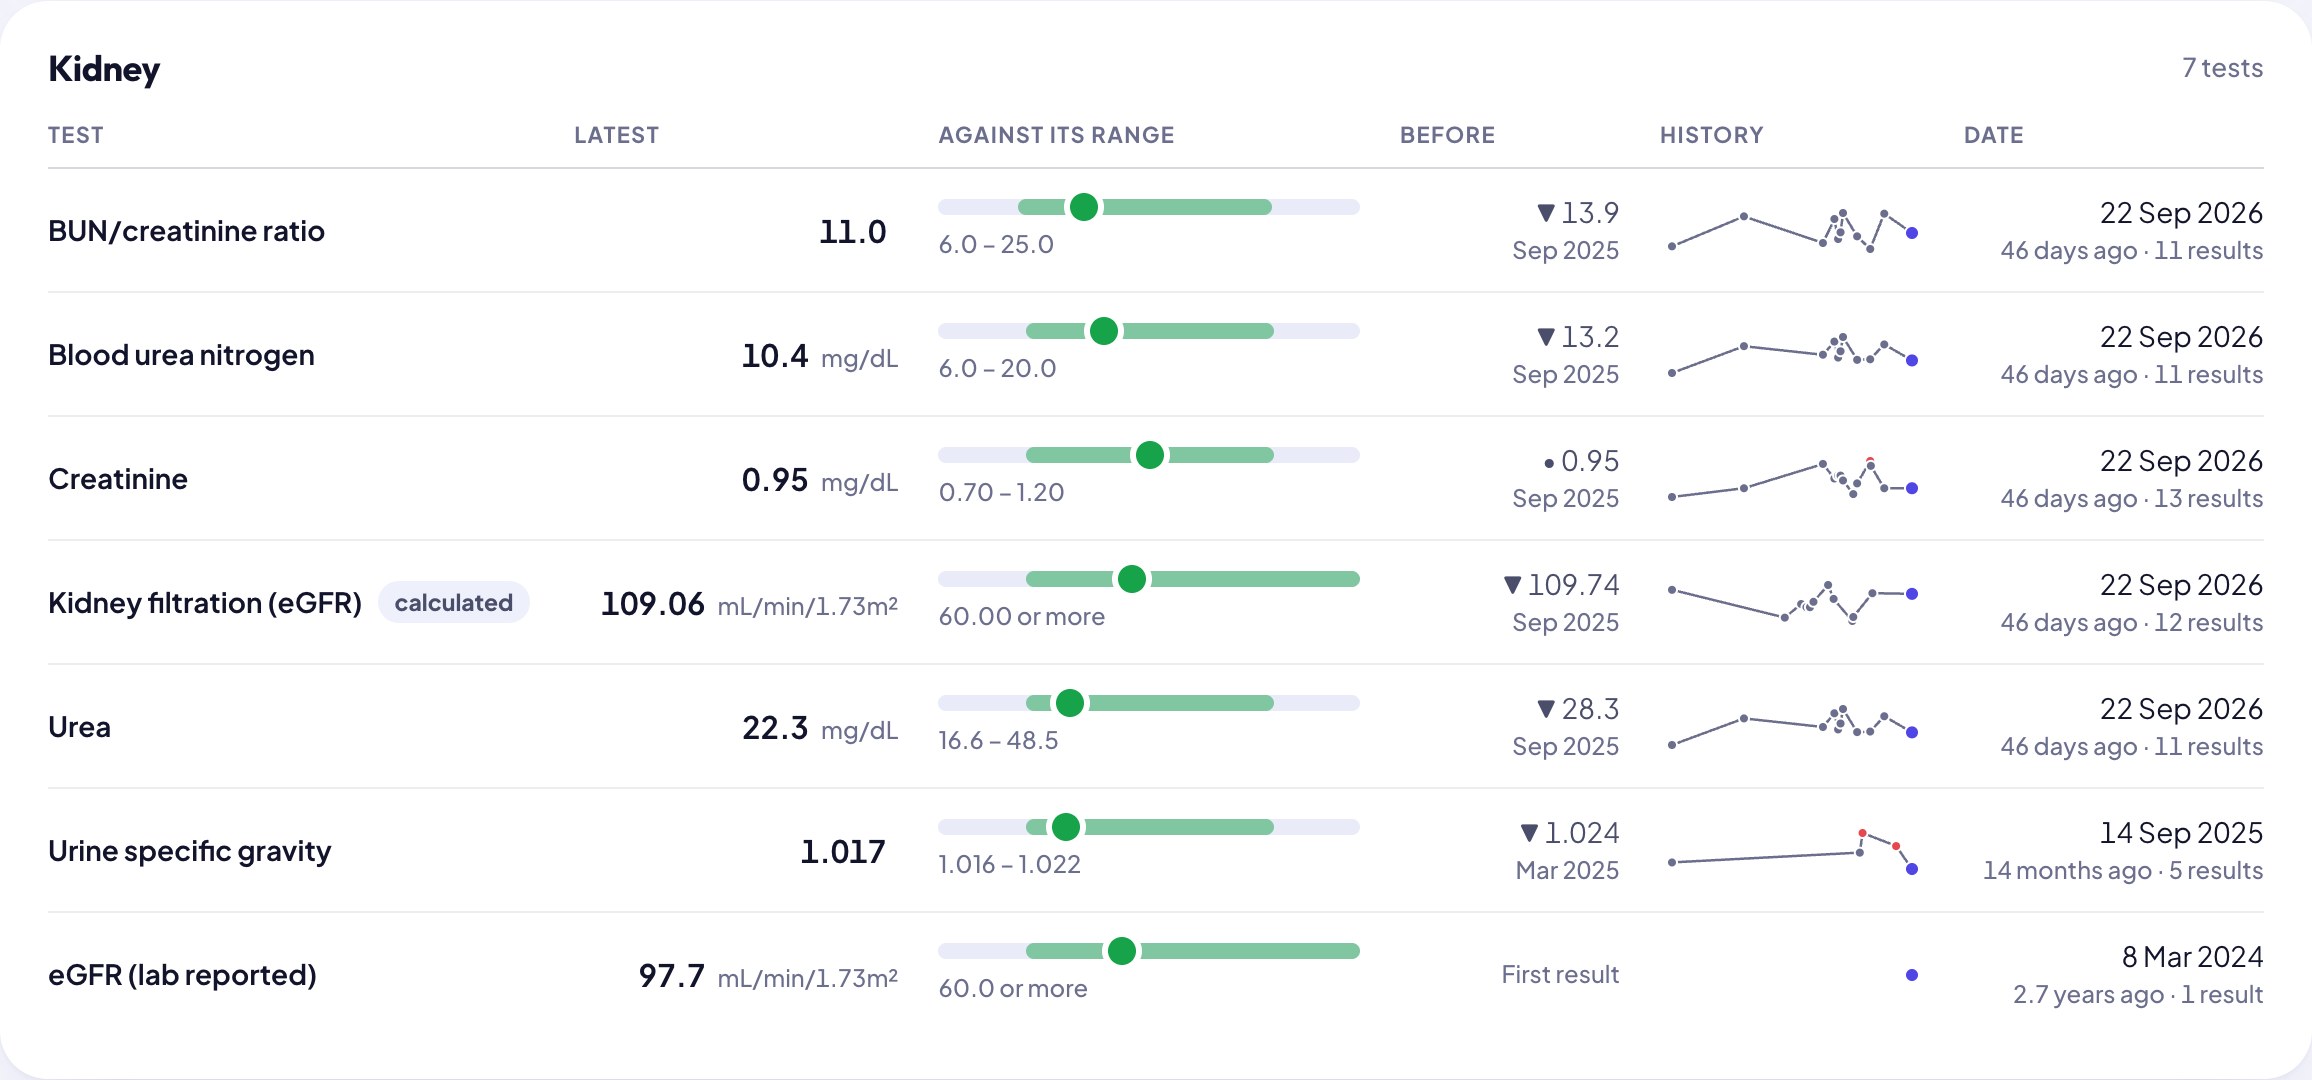 Kidney
7 tests
TEST LATEST AGAINST ITS RANGE BEFORE HISTORY DATE
BUN/creatinine ratio 11.0 ▼ 13.9 22 Sep 2026
6.0 – 25.0 Sep 2025 46 days ago · 11 results
Blood urea nitrogen 10.4 mg/dL ▼ 13.2 22 Sep 2026
6.0 – 20.0 Sep 2025 46 days ago · 11 results
Creatinine 0.95 mg/dL • 0.95 22 Sep 2026
0.70 – 1.20 Sep 2025 46 days ago · 13 results
Kidney filtration (eGFR) calculated 109.06 mL/min/1.73m² ▼ 109.74 22 Sep 2026
60.00 or more Sep 2025 46 days ago · 12 results
Urea 22.3 mg/dL ▼ 28.3 22 Sep 2026
16.6 – 48.5 Sep 2025 46 days ago · 11 results
Urine specific gravity 1.017 ▼ 1.024 14 Sep 2025
1.016 – 1.022 Mar 2025 14 months ago · 5 results
eGFR (lab reported) 97.7 mL/min/1.73m² First result 8 Mar 2024
60.0 or more 2.7 years ago · 1 result